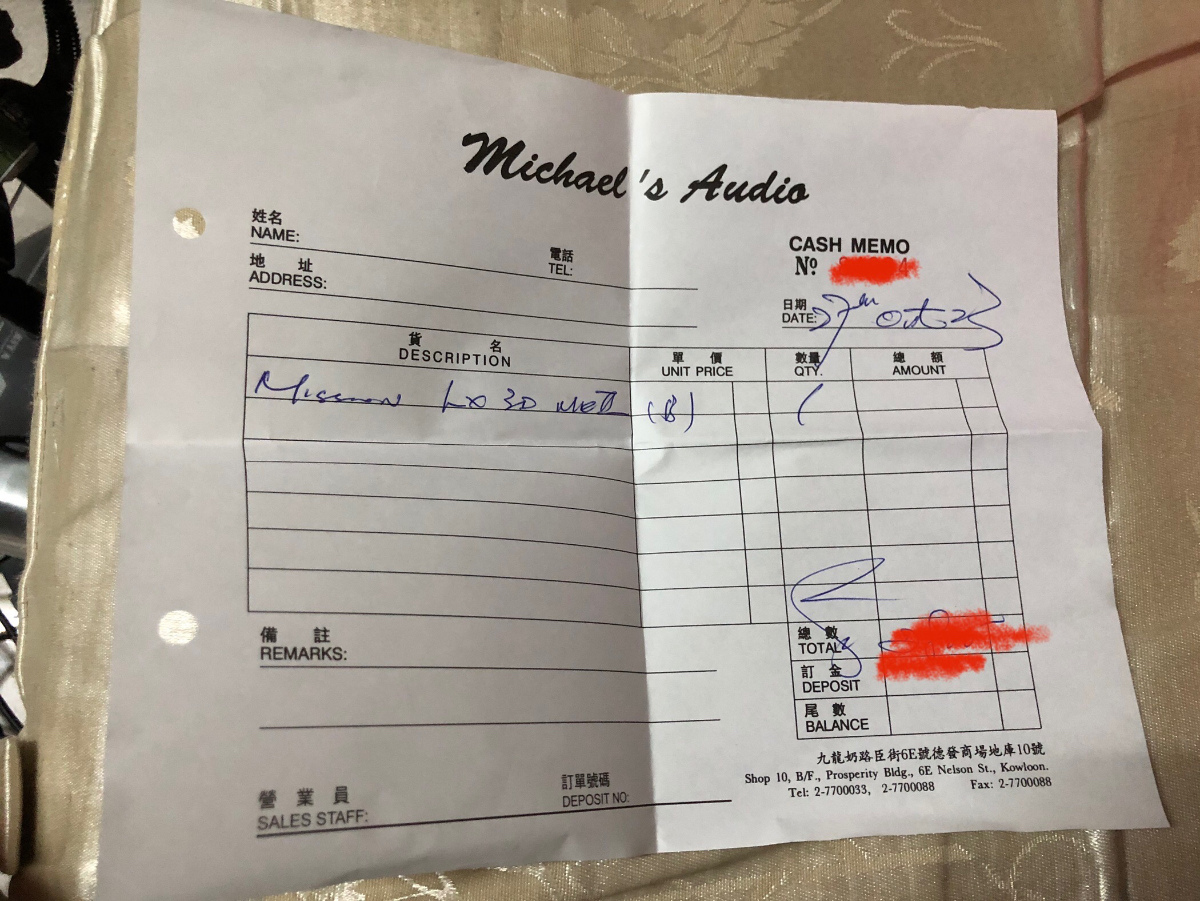 Michael's Audio
CASH MEMO
姓名
NAME:
電話
TEL:
Nº
地 址
ADDRESS:
日期
DATE: 27th Oct 23
貨 名
DESCRIPTION
單 價
UNIT PRICE
數量
QTY.
總 額
AMOUNT
Mission LX 3D MKII (B) 1
備 註
REMARKS:
總 數
TOTAL
訂 金
DEPOSIT
尾 數
BALANCE
九龍奶路臣街6E號德發商場地庫10號
Shop 10, B/F., Prosperity Bldg., 6E Nelson St., Kowloon.
Tel: 2-7700033, 2-7700088 Fax: 2-7700088
營 業 員
SALES STAFF:
訂單號碼
DEPOSIT NO: